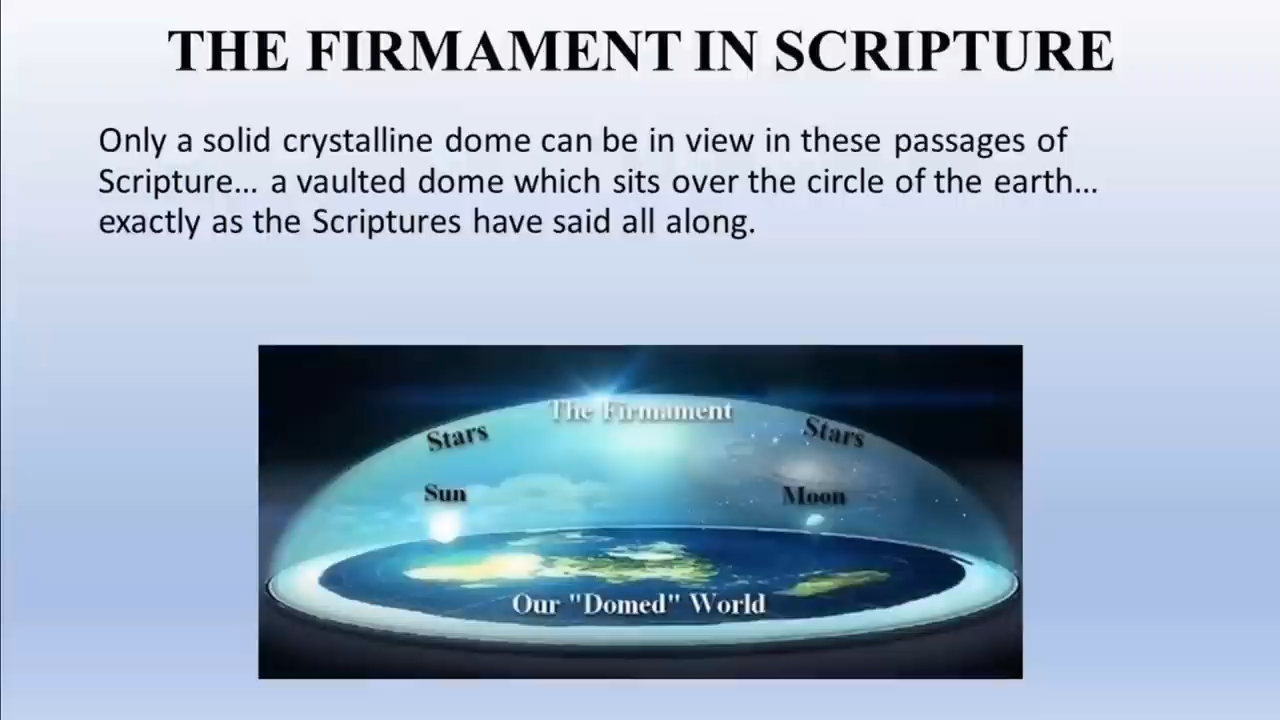 THE FIRMAMENT IN SCRIPTURE
Only a solid crystalline dome can be in view in these passages of
Scripture... a vaulted dome which sits over the circle of the earth...
exactly as the Scriptures have said all along.
The Firmament
Stars
Stars
Sun
Moon
Our "Domed" World